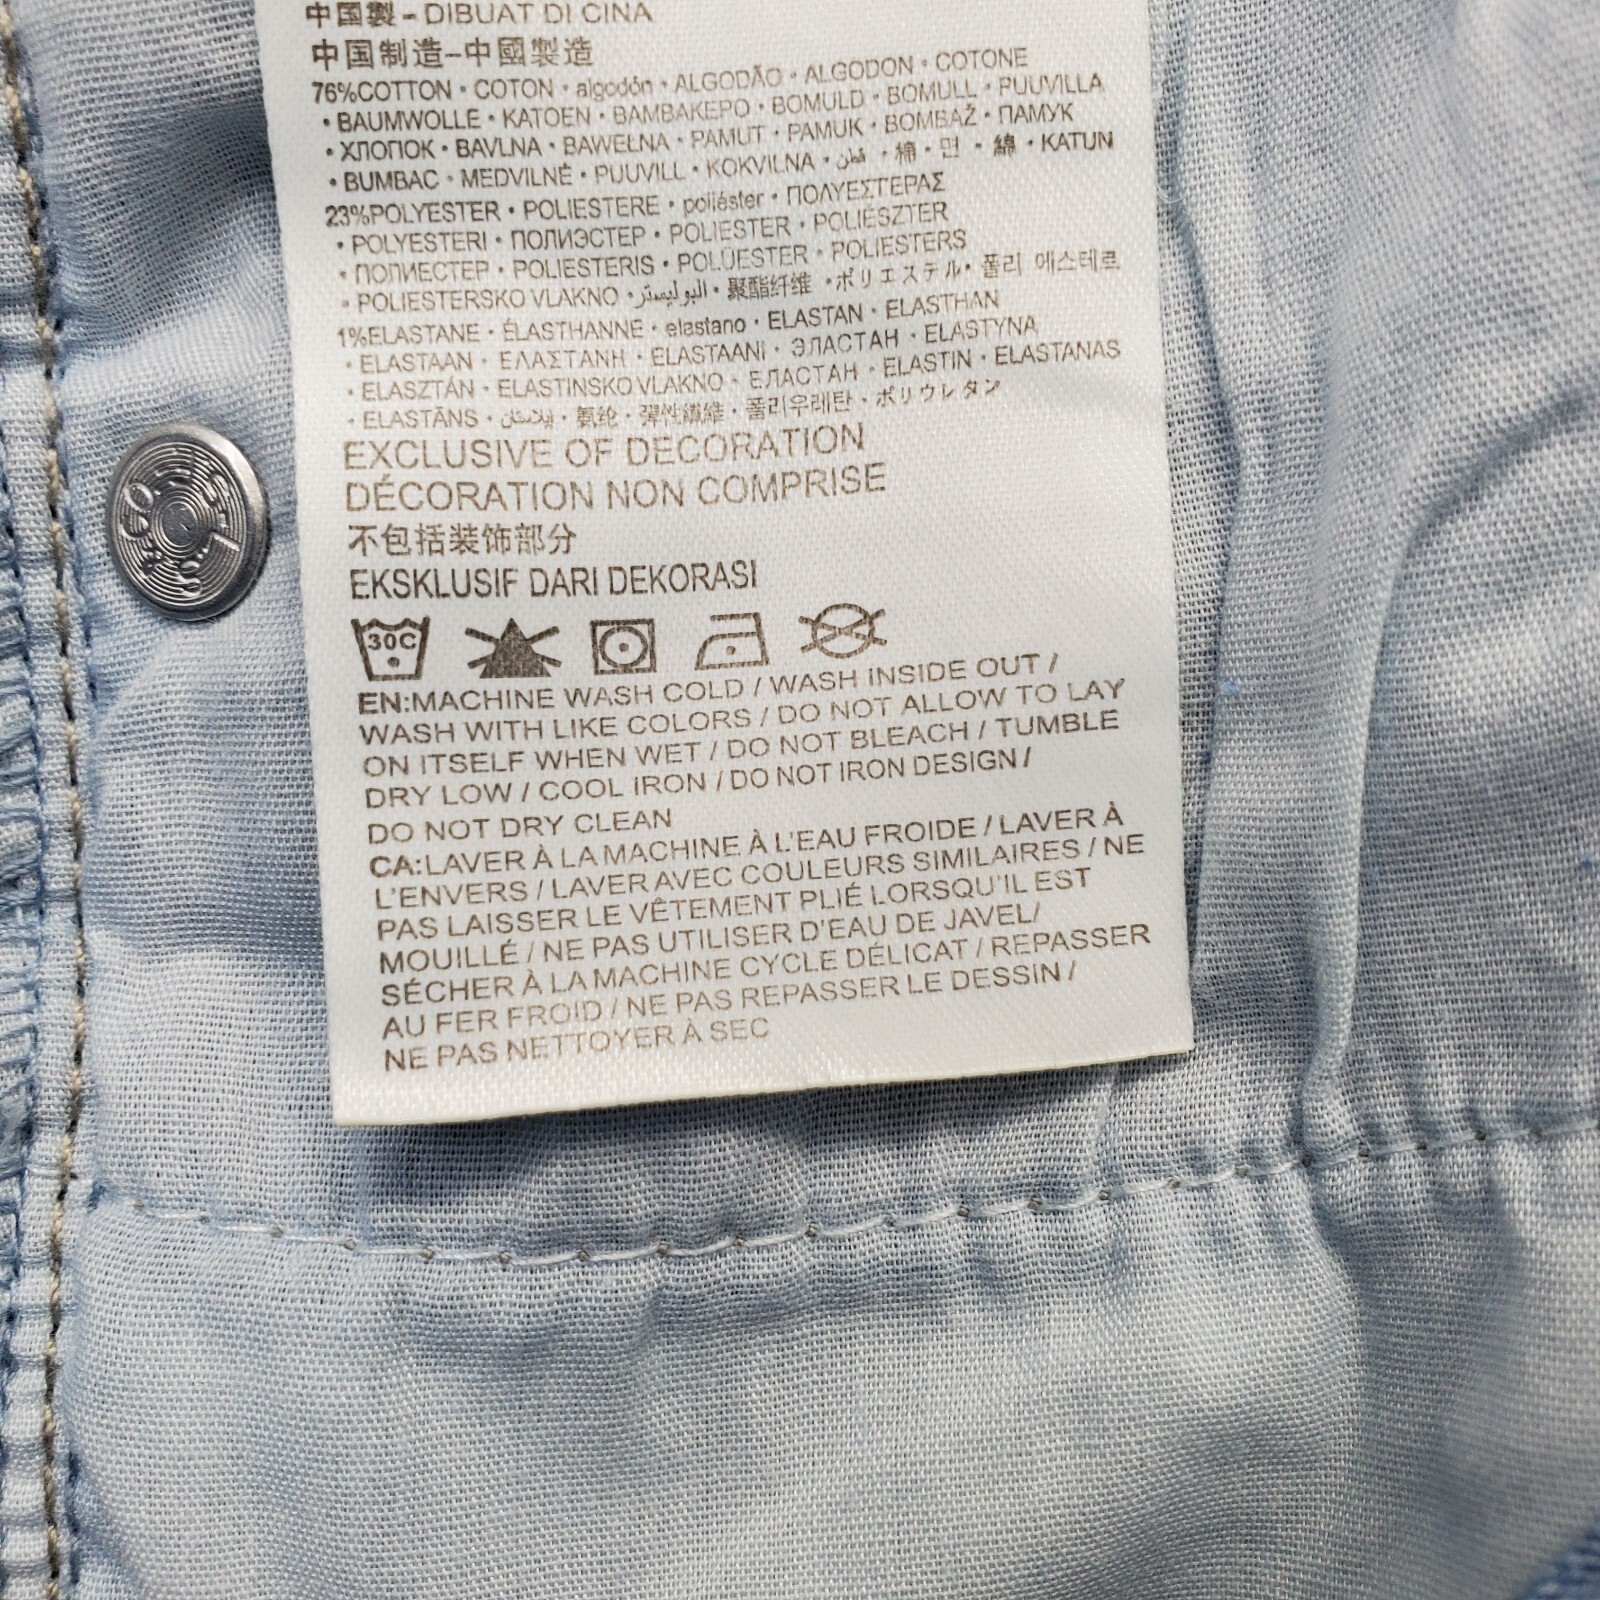 中国製 - DIBUAT DI CINA
中国制造-中國製造
76%COTTON • COTON • algodón • ALGODÃO • ALGODON • COTONE
• BAUMWOLLE • KATOEN • BAMBAKEPO • BOMULD • BOMULL • PUUVILLA
• ХЛОПОК • BAVLNA • BAWEŁNA • PAMUT • PAMUK • BOMBAŽ • ПАМУК
• BUMBAC • MEDVILNÉ • PUUVILL • KOKVILNA • قطن • 棉 • 면 • 綿 • KATUN
23%POLYESTER • POLIESTERE • poliéster • ΠΟΛΥΕΣΤΕΡΑΣ
• POLYESTERI • ПОЛИЭСТЕР • POLIESTER • POLIÉSZTER
• ПОЛИЕСТЕР • POLIESTERIS • POLÜESTER • POLIESTERS
• POLIESTERSKO VLAKNO • البوليستر • 聚酯纤维 • ポリエステル • 폴리 에스테르
1%ELASTANE • ÉLASTHANNE • elastano • ELASTAN • ELASTHAN
• ELASTAAN • ΕΛΑΣΤΑΝΗ • ELASTAANI • ЭЛАСТАН • ELASTYNA
• ELASZTÁN • ELASTINSKO VLAKNO • ЕЛАСТАН • ELASTIN • ELASTANAS
• ELASTĀNS • إيلاستان • 氨纶 • 彈性纖維 • 폴리우레탄 • ポリウレタン
EXCLUSIVE OF DECORATION
DÉCORATION NON COMPRISE
不包括装饰部分
EKSKLUSIF DARI DEKORASI
30C
EN:MACHINE WASH COLD / WASH INSIDE OUT /
WASH WITH LIKE COLORS / DO NOT ALLOW TO LAY
ON ITSELF WHEN WET / DO NOT BLEACH / TUMBLE
DRY LOW / COOL IRON / DO NOT IRON DESIGN /
DO NOT DRY CLEAN
CA:LAVER À LA MACHINE À L'EAU FROIDE / LAVER À
L'ENVERS / LAVER AVEC COULEURS SIMILAIRES / NE
PAS LAISSER LE VÊTEMENT PLIÉ LORSQU'IL EST
MOUILLÉ / NE PAS UTILISER D'EAU DE JAVEL/
SÉCHER À LA MACHINE CYCLE DÉLICAT / REPASSER
AU FER FROID / NE PAS REPASSER LE DESSIN /
NE PAS NETTOYER À SEC